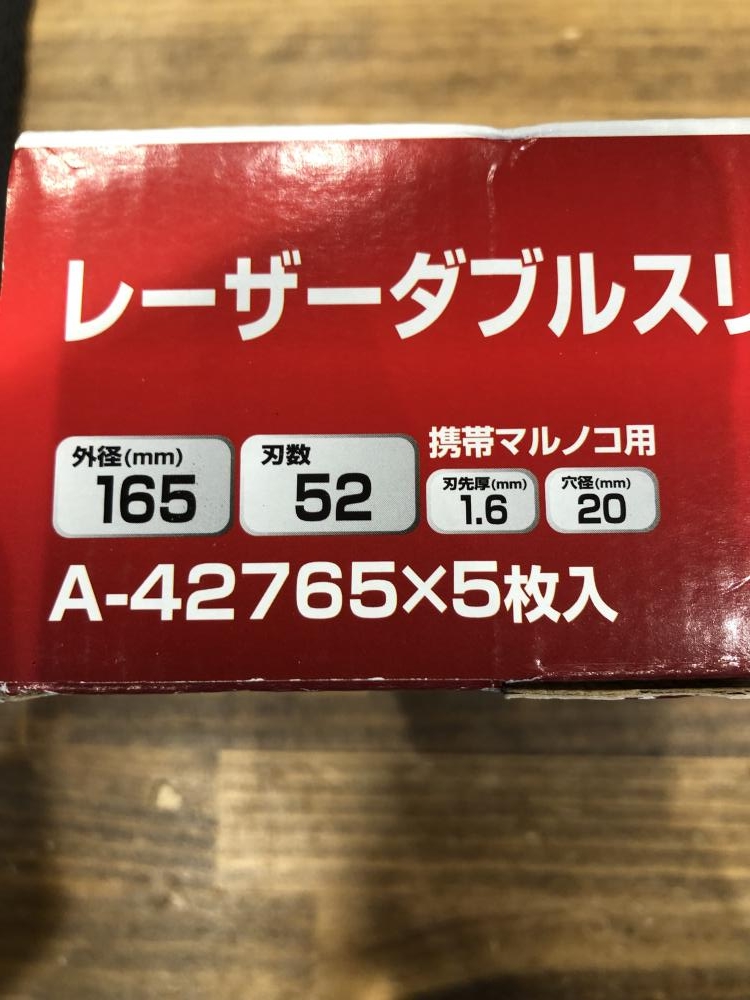 レーザーダブルスリ
携帯マルノコ用
外径(mm)
165
刃数
52
刃先厚(mm)
1.6
穴径(mm)
20
A-42765×5枚入